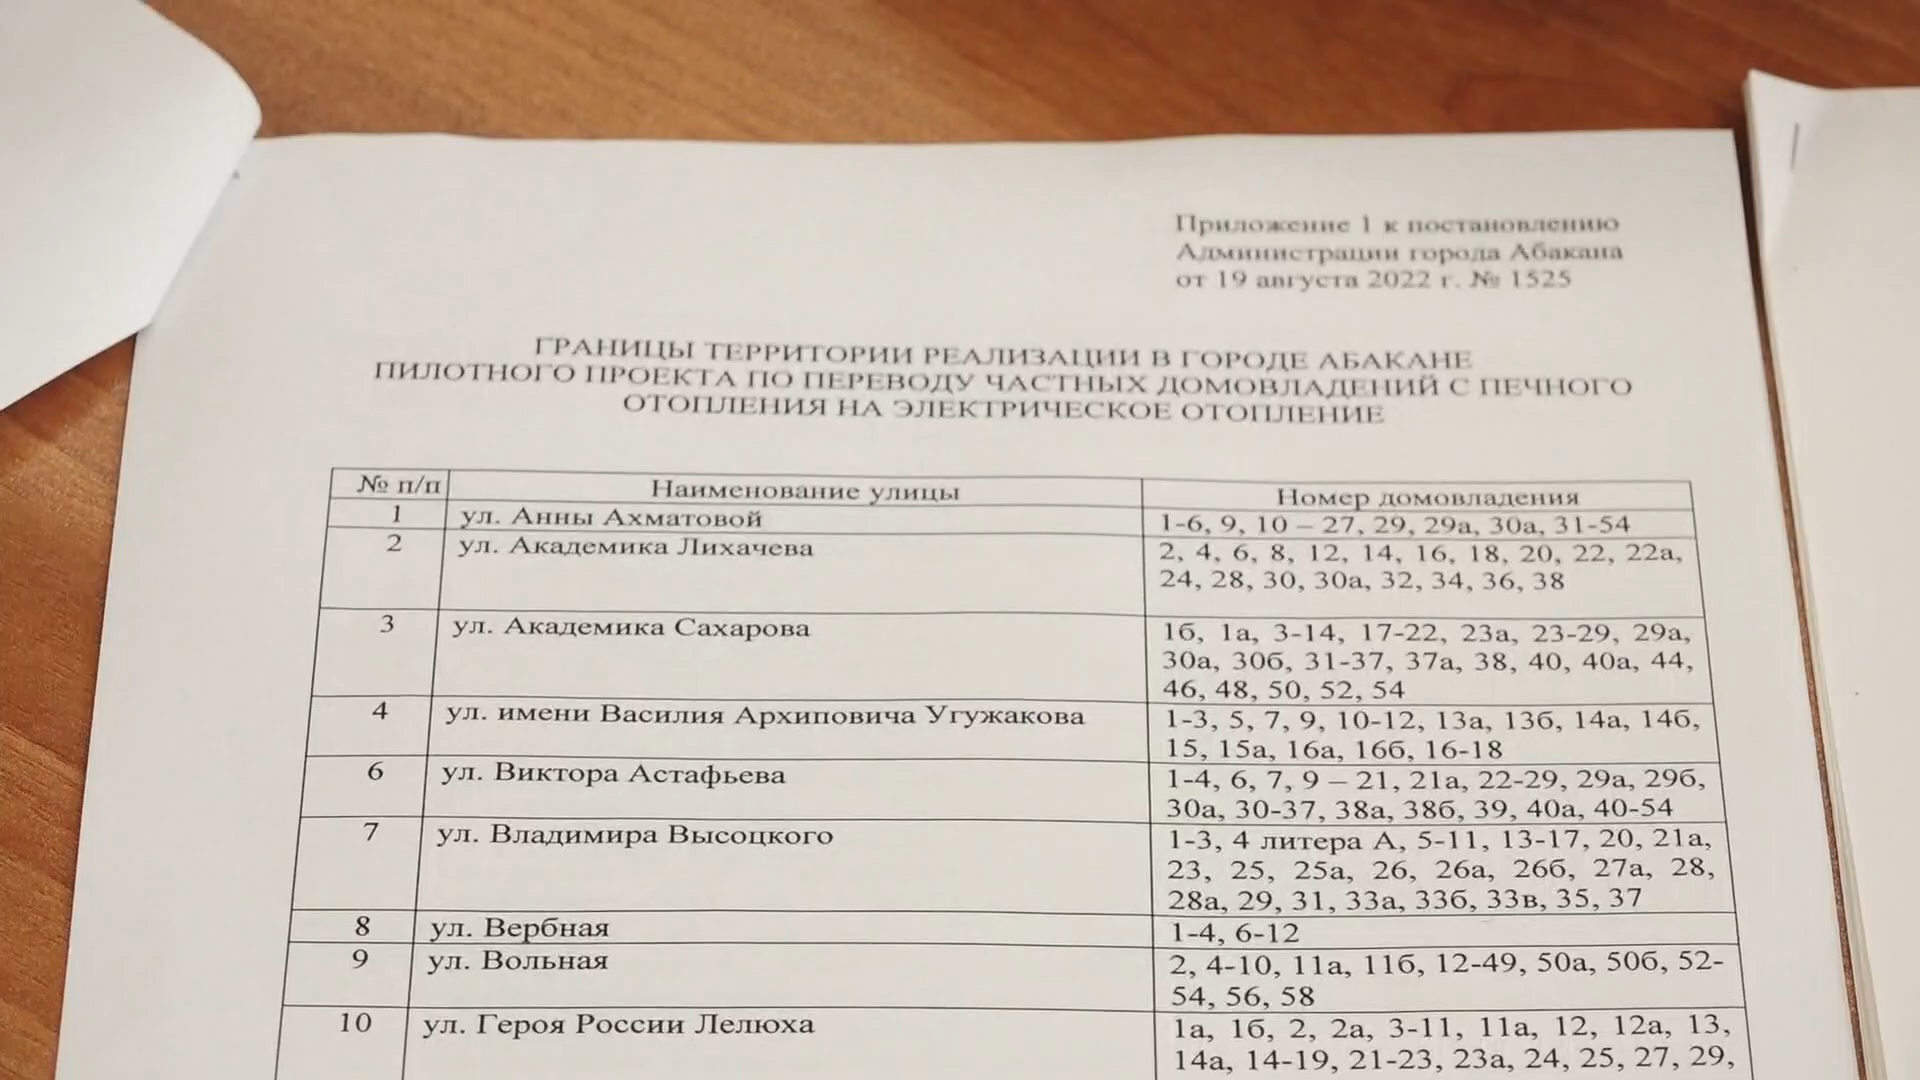 Приложение 1 к постановлению
Администрации города Абакана
от 19 августа 2022 г. № 1525
ГРАНИЦЫ ТЕРРИТОРИИ РЕАЛИЗАЦИИ В ГОРОДЕ АБАКАНЕ
ПИЛОТНОГО ПРОЕКТА ПО ПЕРЕВОДУ ЧАСТНЫХ ДОМОВЛАДЕНИЙ С ПЕЧНОГО
ОТОПЛЕНИЯ НА ЭЛЕКТРИЧЕСКОЕ ОТОПЛЕНИЕ
№ п/п Наименование улицы Номер домовладения
1 ул. Анны Ахматовой 1-6, 9, 10 – 27, 29, 29а, 30а, 31-54
2 ул. Академика Лихачева 2, 4, 6, 8, 12, 14, 16, 18, 20, 22, 22а,
24, 28, 30, 30а, 32, 34, 36, 38
3 ул. Академика Сахарова 1б, 1а, 3-14, 17-22, 23а, 23-29, 29а,
30а, 30б, 31-37, 37а, 38, 40, 40а, 44,
46, 48, 50, 52, 54
4 ул. имени Василия Архиповича Угужакова 1-3, 5, 7, 9, 10-12, 13а, 13б, 14а, 14б,
15, 15а, 16а, 16б, 16-18
6 ул. Виктора Астафьева 1-4, 6, 7, 9 – 21, 21а, 22-29, 29а, 29б,
30а, 30-37, 38а, 38б, 39, 40а, 40-54
7 ул. Владимира Высоцкого 1-3, 4 литера А, 5-11, 13-17, 20, 21а,
23, 25, 25а, 26, 26а, 26б, 27а, 28,
28а, 29, 31, 33а, 33б, 33в, 35, 37
8 ул. Вербная 1-4, 6-12
9 ул. Вольная 2, 4-10, 11а, 11б, 12-49, 50а, 50б, 52-
54, 56, 58
10 ул. Героя России Лелюха 1а, 1б, 2, 2а, 3-11, 11а, 12, 12а, 13,
14а, 14-19, 21-23, 23а, 24, 25, 27, 29,